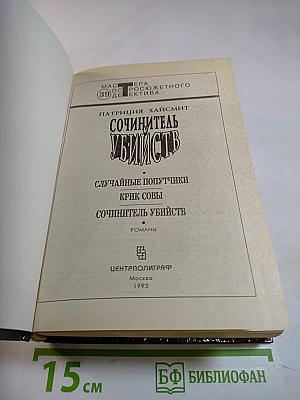 МАСТЕРА
39 ОСТРОСЮЖЕТНОГО
ДЕТЕКТИВА
ПАТРИЦИЯ ХАЙСМИТ
СОЧИНИТЕЛЬ
УБИЙСТВ
•
СЛУЧАЙНЫЕ ПОПУТЧИКИ
КРИК СОВЫ
СОЧИНИТЕЛЬ УБИЙСТВ
•
РОМАНЫ
ЦЕНТРПОЛИГРАФ
Москва
1993
15 см
БФ БИБЛИОФАН